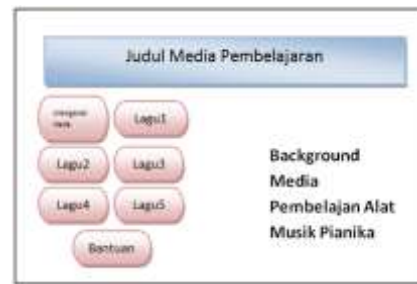 Judul Media Pembelajaran
Lagu1
Lagu2
Lagu3
Lagu4
Lagu5
Bantuan
Background
Media
Pembelajan Alat
Musik Pianika